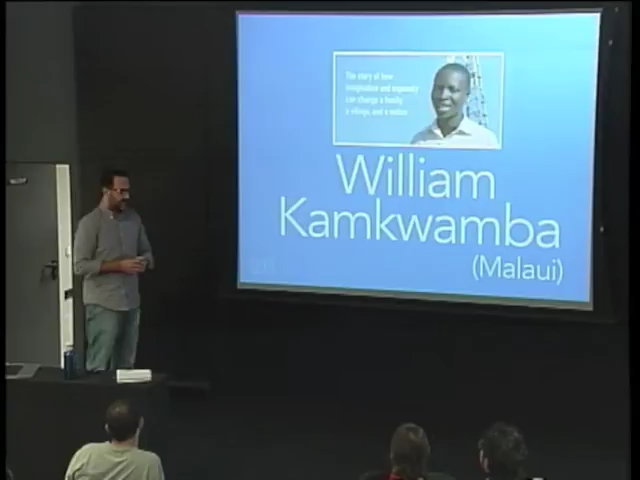 The story of how
imagination and ingenuity
can change a family,
a village, and a nation
William
Kamkwamba
(Malaui)